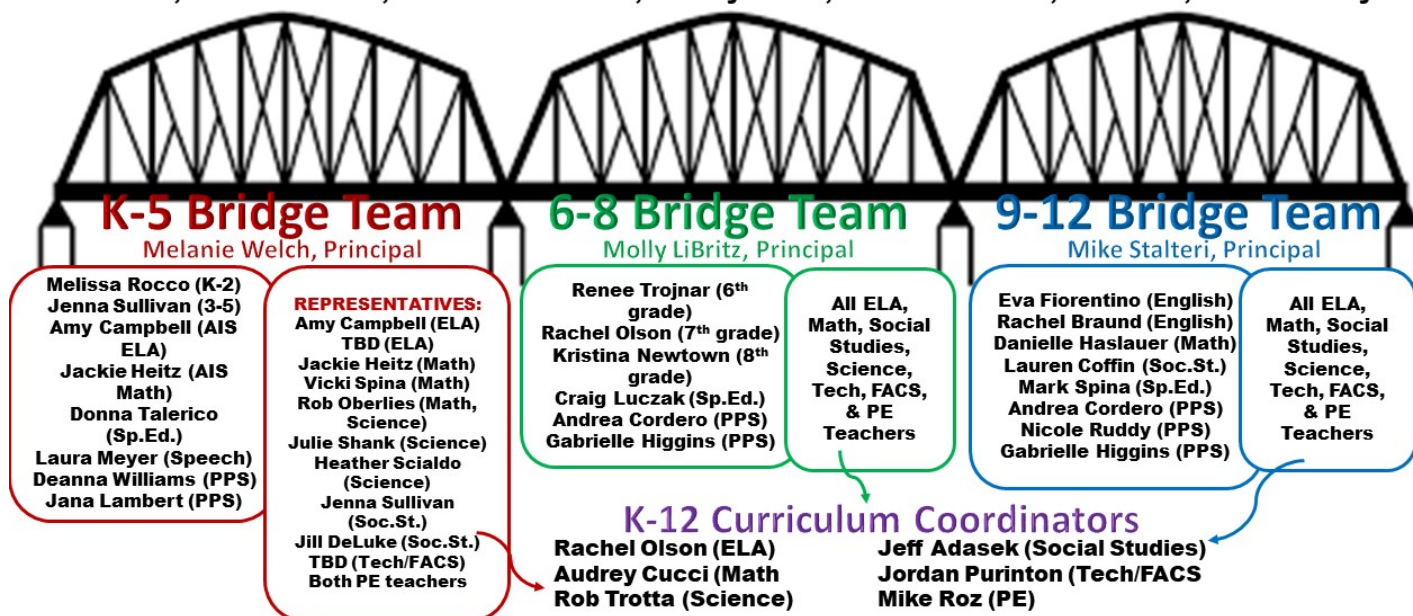 K-5 Bridge Team
Melanie Welch, Principal
Melissa Rocco (K-2)
Jenna Sullivan (3-5)
Amy Campbell (AIS
ELA)
Jackie Heitz (AIS
Math)
Donna Talerico
(Sp.Ed.)
Laura Meyer (Speech)
Deanna Williams (PPS)
Jana Lambert (PPS)
REPRESENTATIVES:
Amy Campbell (ELA)
TBD (ELA)
Jackie Heitz (Math)
Vicki Spina (Math)
Rob Oberlies (Math,
Science)
Julie Shank (Science)
Heather Scialdo
(Science)
Jenna Sullivan
(Soc.St.)
Jill DeLuke (Soc.St.)
TBD (Tech/FACS)
Both PE teachers
6-8 Bridge Team
Molly LiBritz, Principal
Renee Trojnar (6th
grade)
Rachel Olson (7th grade)
Kristina Newtown (8th
grade)
Craig Luczak (Sp.Ed.)
Andrea Cordero (PPS)
Gabrielle Higgins (PPS)
All ELA,
Math, Social
Studies,
Science,
Tech, FACS,
& PE
Teachers
9-12 Bridge Team
Mike Stalteri, Principal
Eva Fiorentino (English)
Rachel Braund (English)
Danielle Haslauer (Math)
Lauren Coffin (Soc.St.)
Mark Spina (Sp.Ed.)
Andrea Cordero (PPS)
Nicole Ruddy (PPS)
Gabrielle Higgins (PPS)
All ELA,
Math, Social
Studies,
Science,
Tech, FACS,
& PE
Teachers
K-12 Curriculum Coordinators
Rachel Olson (ELA)
Audrey Cucci (Math
Rob Trotta (Science)
Jeff Adasek (Social Studies)
Jordan Purinton (Tech/FACS
Mike Roz (PE)